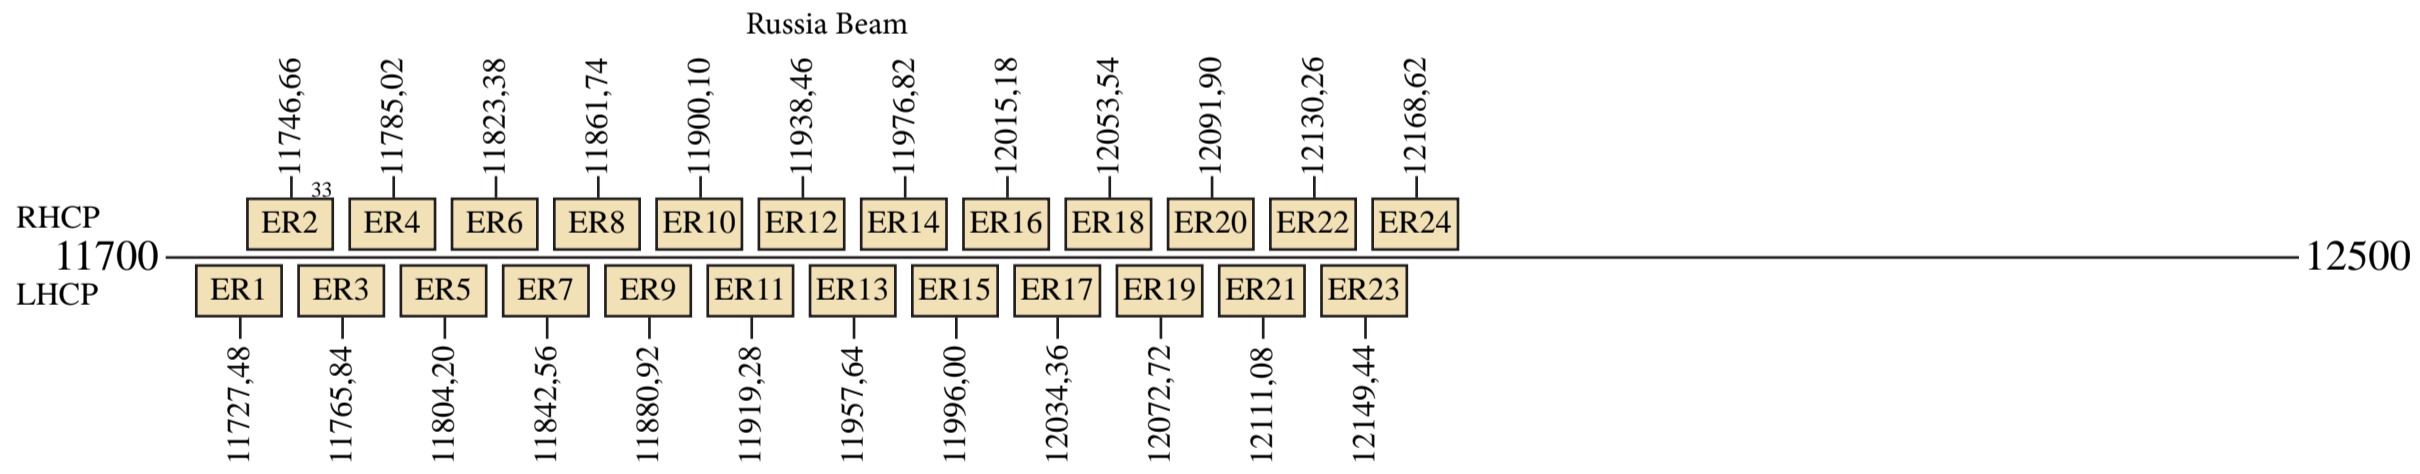 Russia Beam
11746,66 11785,02 11823,38 11861,74 11900,10 11938,46 11976,82 12015,18 12053,54 12091,90 12130,26 12168,62
33
RHCP ER2 ER4 ER6 ER8 ER10 ER12 ER14 ER16 ER18 ER20 ER22 ER24
11700 12500
LHCP ER1 ER3 ER5 ER7 ER9 ER11 ER13 ER15 ER17 ER19 ER21 ER23
11727,48 11765,84 11804,20 11842,56 11880,92 11919,28 11957,64 11996,00 12034,36 12072,72 12111,08 12149,44